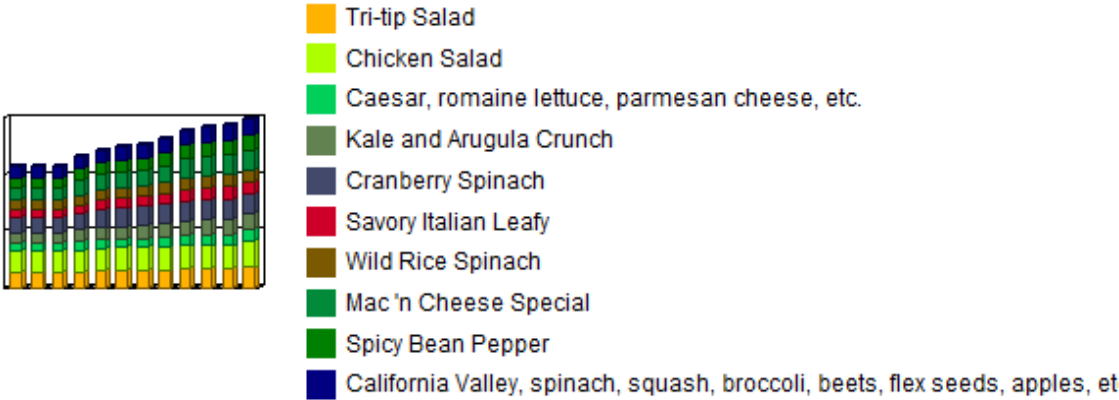 Tri-tip Salad
Chicken Salad
Caesar, romaine lettuce, parmesan cheese, etc.
Kale and Arugula Crunch
Cranberry Spinach
Savory Italian Leafy
Wild Rice Spinach
Mac 'n Cheese Special
Spicy Bean Pepper
California Valley, spinach, squash, broccoli, beets, flex seeds, apples, et